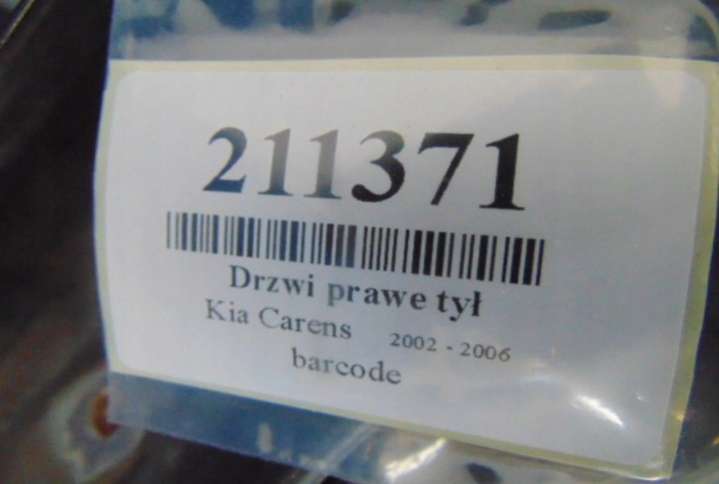 211371
Drzwi prawe tył
Kia Carens 2002 - 2006
barcode